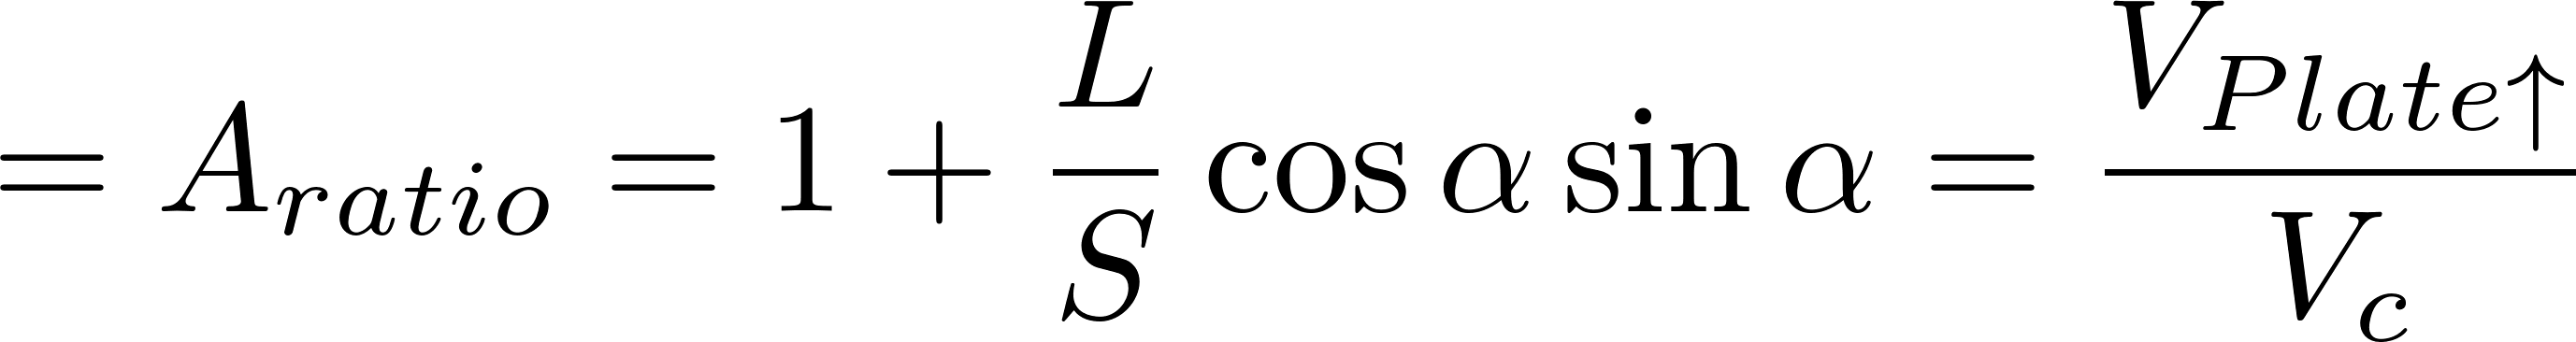 = A_{ratio} = 1 + \frac{L}{S} \cos \alpha \sin \alpha = \frac{V_{Plate\uparrow}}{V_c}